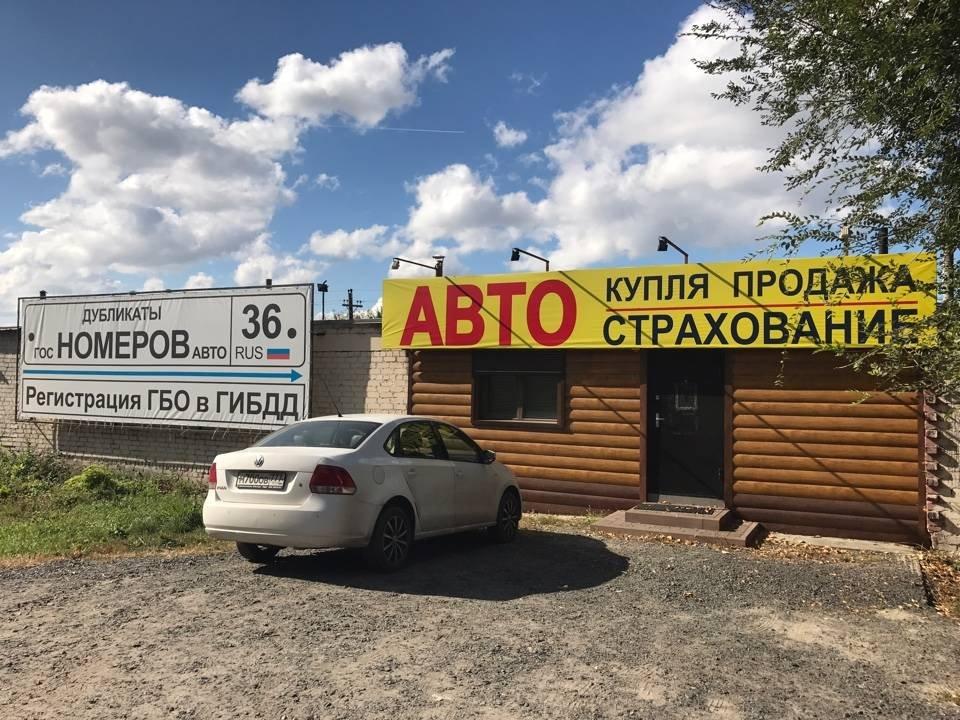 ДУБЛИКАТЫ
гос НОМЕРОВ авто
36
RUS
Регистрация ГБО в ГИБДД
АВТО
КУПЛЯ ПРОДАЖА
СТРАХОВАНИЕ